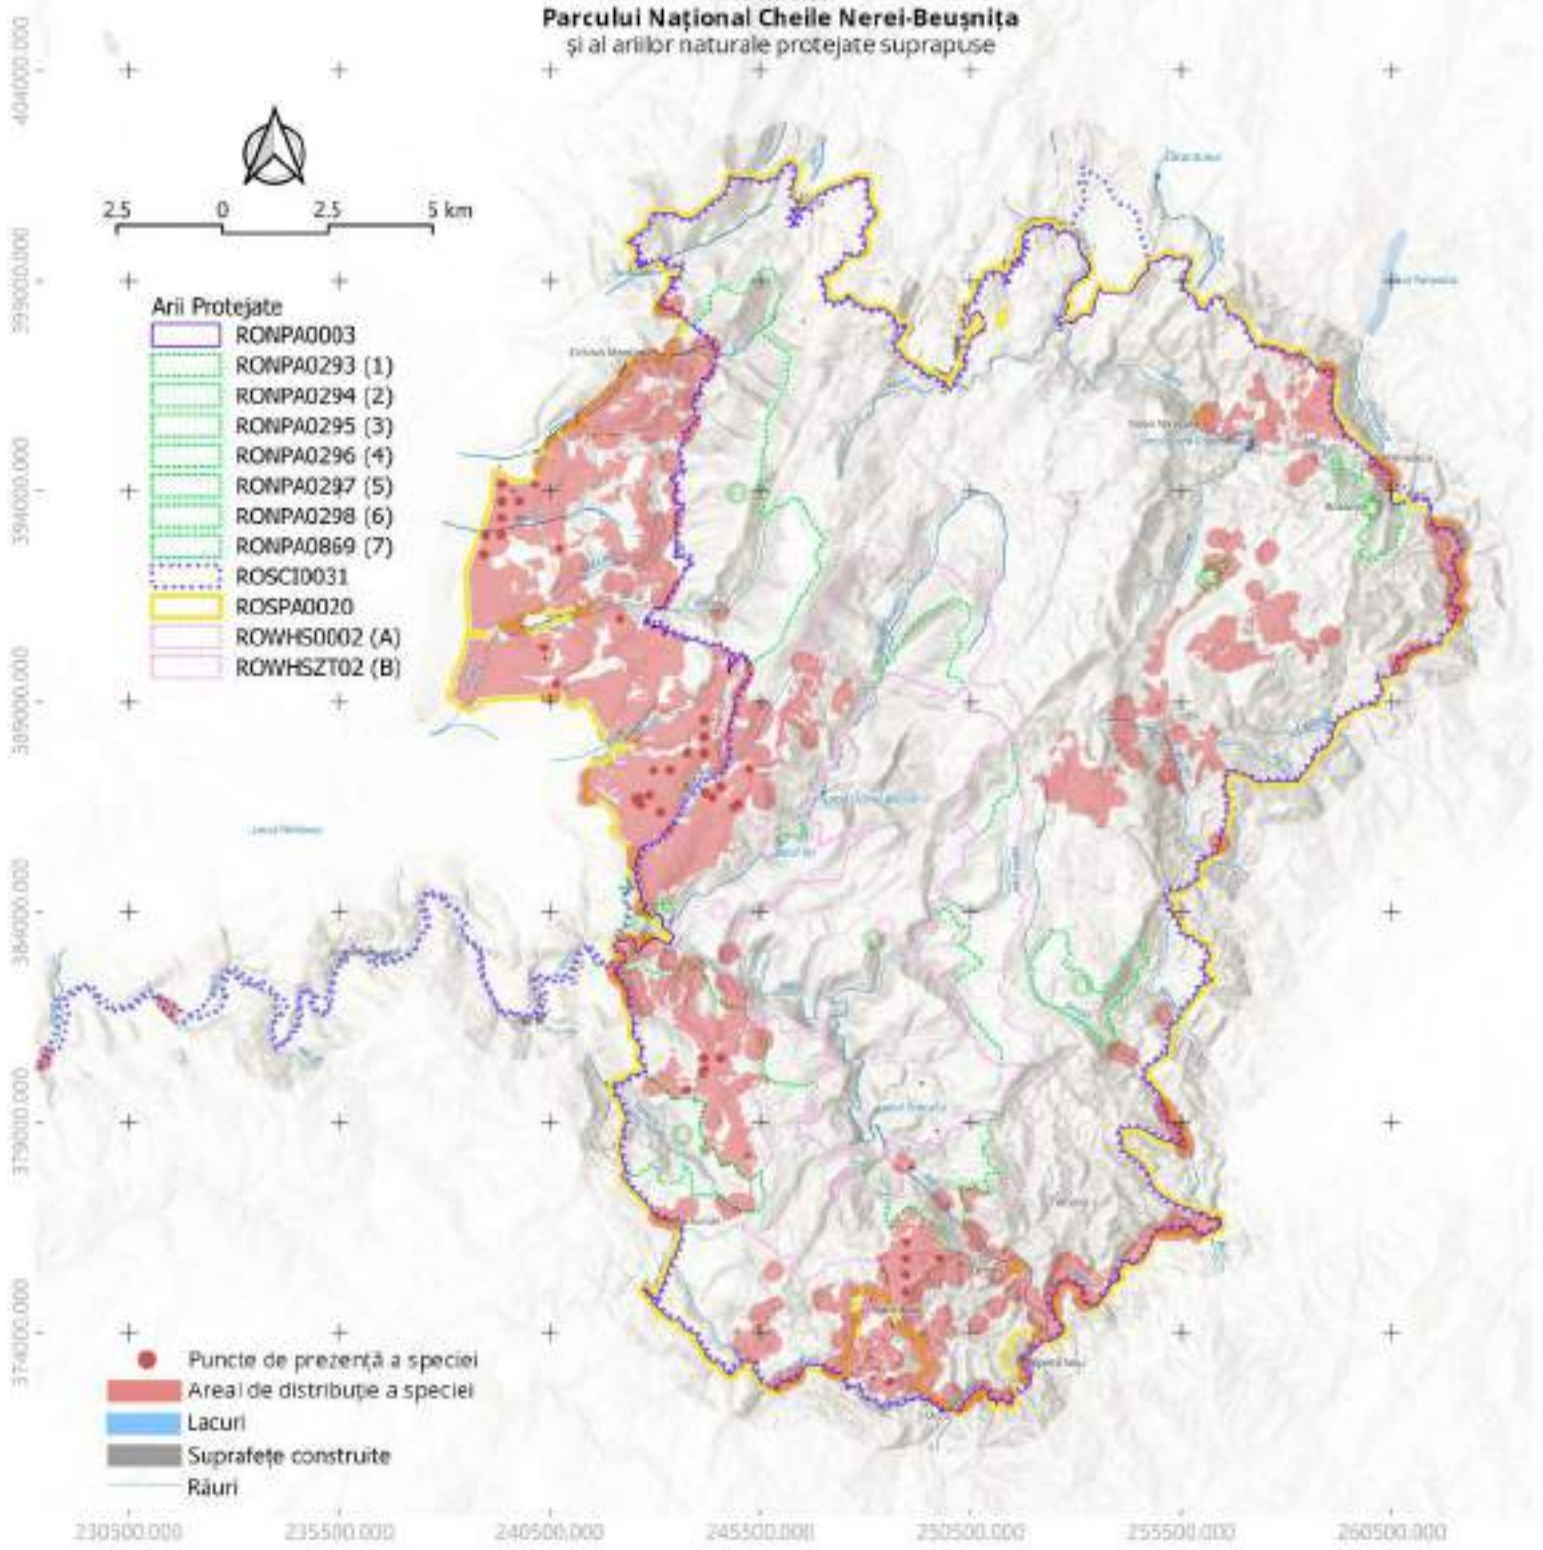 Parcului Național Cheile Nerei-Beușnița
și al ariilor naturale protejate suprapuse
404000.000
399000.000
394000.000
389000.000
384000.000
379000.000
374000.000
2.5 0 2.5 5 km
Arii Protejate
RONPA0003
RONPA0293 (1)
RONPA0294 (2)
RONPA0295 (3)
RONPA0296 (4)
RONPA0297 (5)
RONPA0298 (6)
RONPA0869 (7)
ROSCI0031
ROSPA0020
ROWHS0002 (A)
ROWHSZT02 (B)
Puncte de prezență a speciei
Areal de distribuție a speciei
Lacuri
Suprafețe construite
Râuri
230500.000 235500.000 240500.000 245500.000 250500.000 255500.000 260500.000